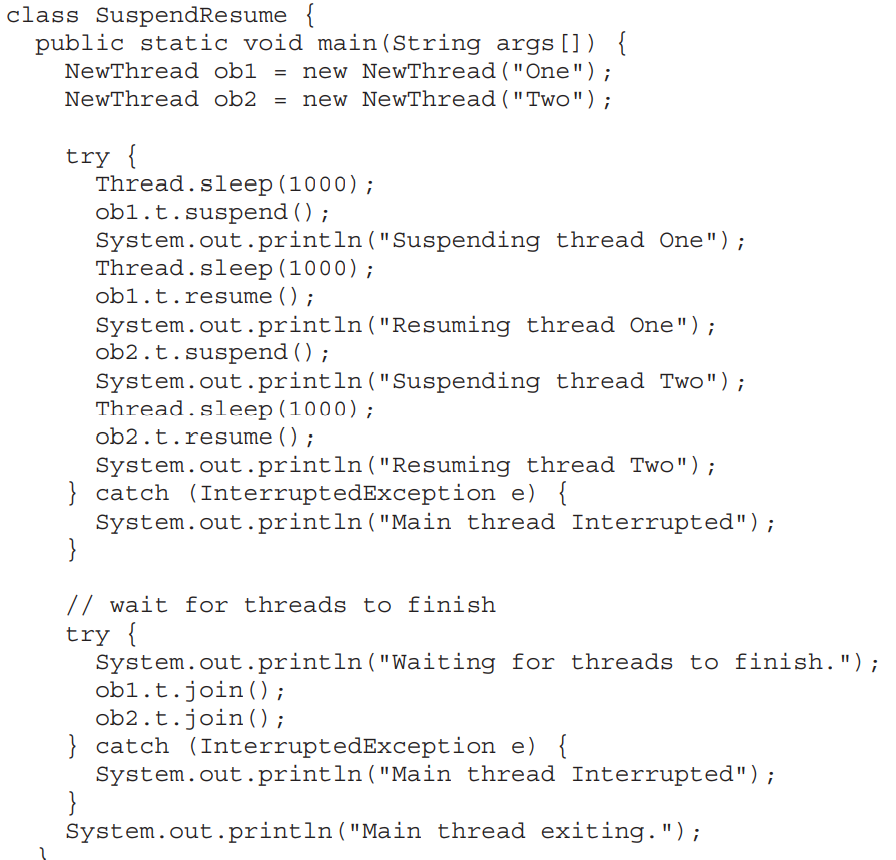 class SuspendResume {
  public static void main(String args[]) {
    NewThread ob1 = new NewThread("One");
    NewThread ob2 = new NewThread("Two");

    try {
      Thread.sleep(1000);
      ob1.t.suspend();
      System.out.println("Suspending thread One");
      Thread.sleep(1000);
      ob1.t.resume();
      System.out.println("Resuming thread One");
      ob2.t.suspend();
      System.out.println("Suspending thread Two");
      Thread.sleep(1000);
      ob2.t.resume();
      System.out.println("Resuming thread Two");
    } catch (InterruptedException e) {
      System.out.println("Main thread Interrupted");
    }

    // wait for threads to finish
    try {
      System.out.println("Waiting for threads to finish.");
      ob1.t.join();
      ob2.t.join();
    } catch (InterruptedException e) {
      System.out.println("Main thread Interrupted");
    }
    System.out.println("Main thread exiting.");
  }